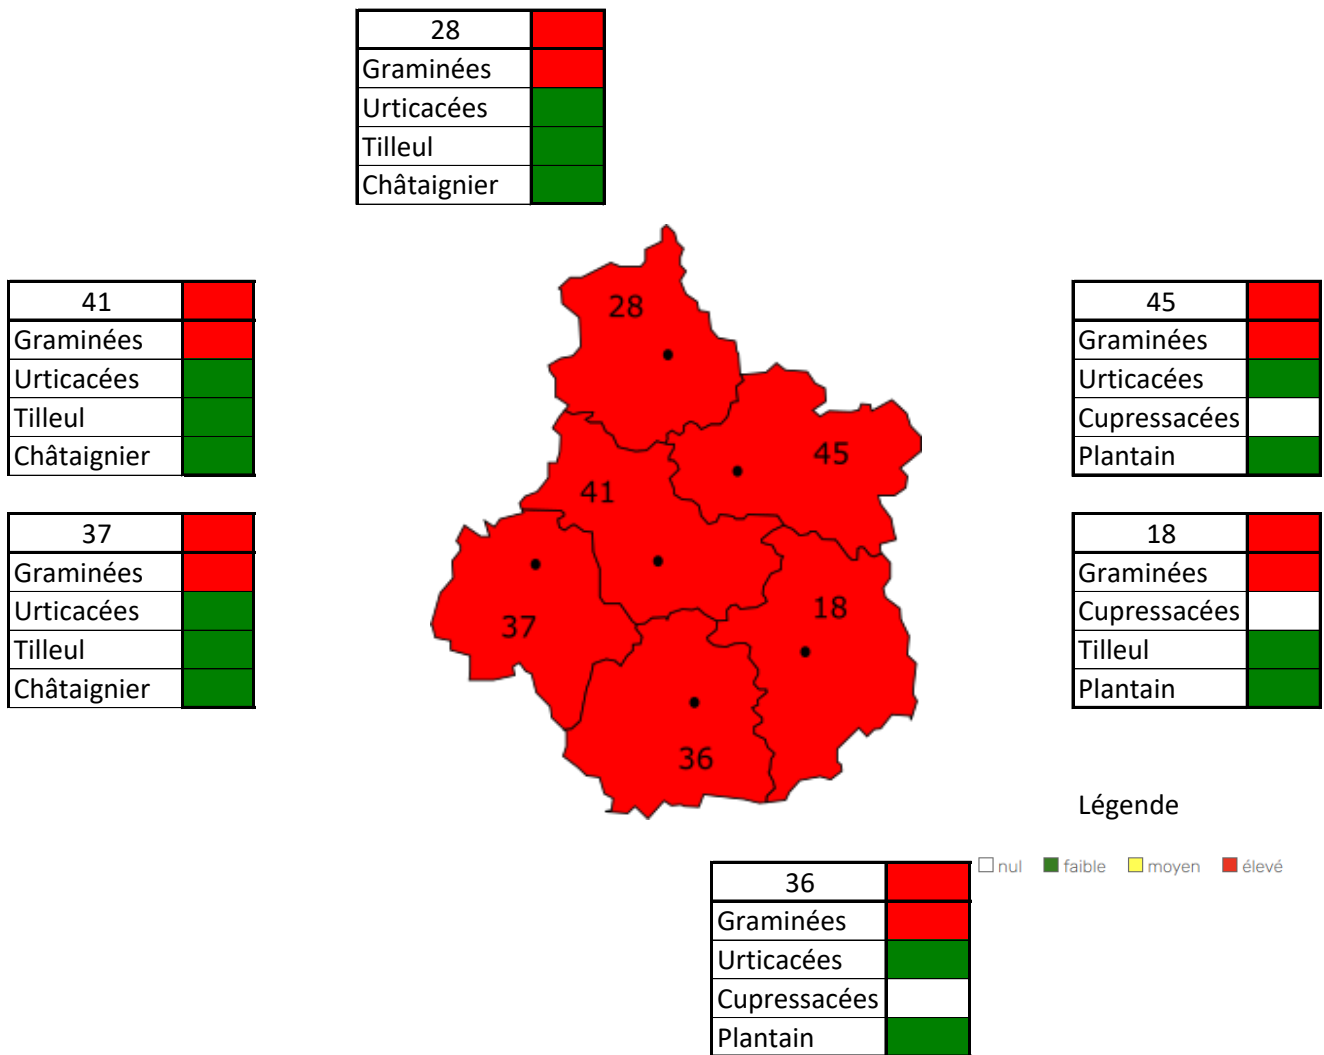 28
Graminées
Urticacées
Tilleul
Châtaignier
41
Graminées
Urticacées
Tilleul
Châtaignier
37
Graminées
Urticacées
Tilleul
Châtaignier
28
45
41
18
37
36
45
Graminées
Urticacées
Cupressacées
Plantain
18
Graminées
Cupressacées
Tilleul
Plantain
Légende
nul faible moyen élevé
36
Graminées
Urticacées
Cupressacées
Plantain